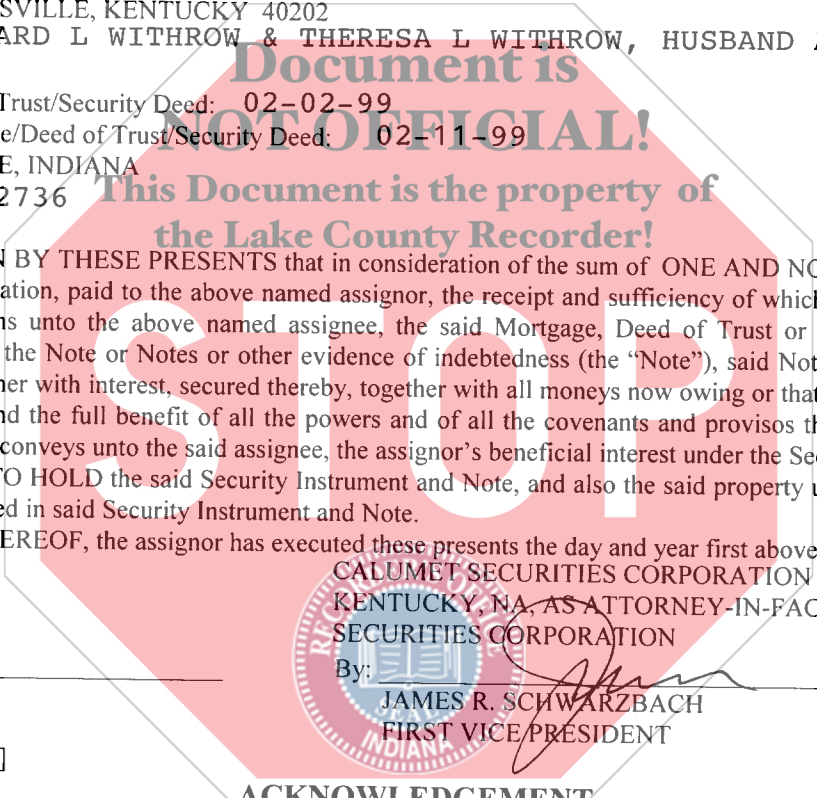 SVILLE, KENTUCKY 40202
ARD L WITHROW & THERESA L WITHROW, HUSBAND
Document is
Trust/Security Deed: 02-02-99
NOT OFFICIAL!
e/Deed of Trust/Security Deed: 02-11-99
E, INDIANA
2736
This Document is the property of
the Lake County Recorder!
BY THESE PRESENTS that in consideration of the sum of ONE AND NO
ation, paid to the above named assignor, the receipt and sufficiency of which
ns unto the above named assignee, the said Mortgage, Deed of Trust or
the Note or Notes or other evidence of indebtedness (the “Note”), said Not
her with interest, secured thereby, together with all moneys now owing or that
nd the full benefit of all the powers and of all the covenants and provisos th
conveys unto the said assignee, the assignor's beneficial interest under the Se
STOP
TO HOLD the said Security Instrument and Note, and also the said property u
ed in said Security Instrument and Note.
EREOF, the assignor has executed these presents the day and year first above
CALUMET SECURITIES CORPORATION
KENTUCKY, NA, AS ATTORNEY-IN-FAC
SECURITIES CORPORATION
By:
JAMES R. SCHWARZBACH
FIRST VICE PRESIDENT
SEAL
INDIANA
]
ACKNOWLEDGEMENT